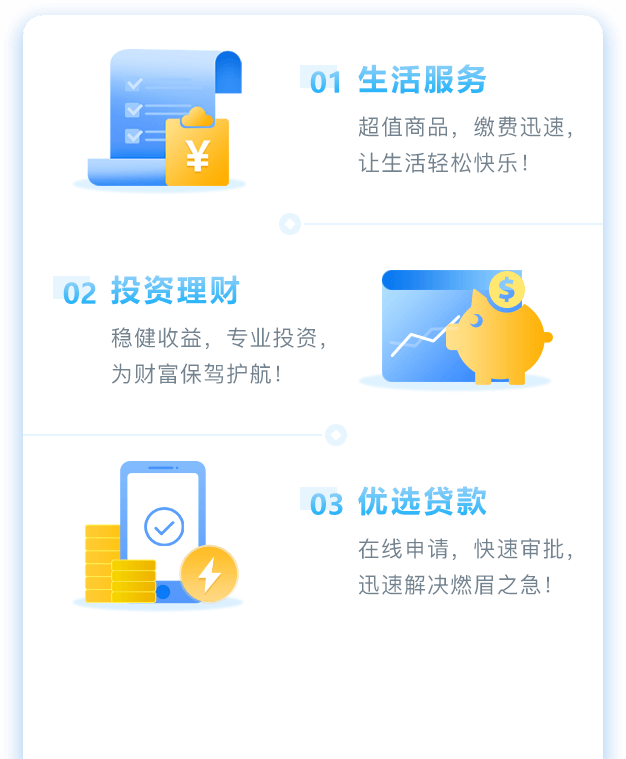 01 生活服务
超值商品，缴费迅速，
让生活轻松快乐！
¥
02 投资理财
稳健收益，专业投资，
为财富保驾护航！
$
03 优选贷款
在线申请，快速审批，
迅速解决燃眉之急！